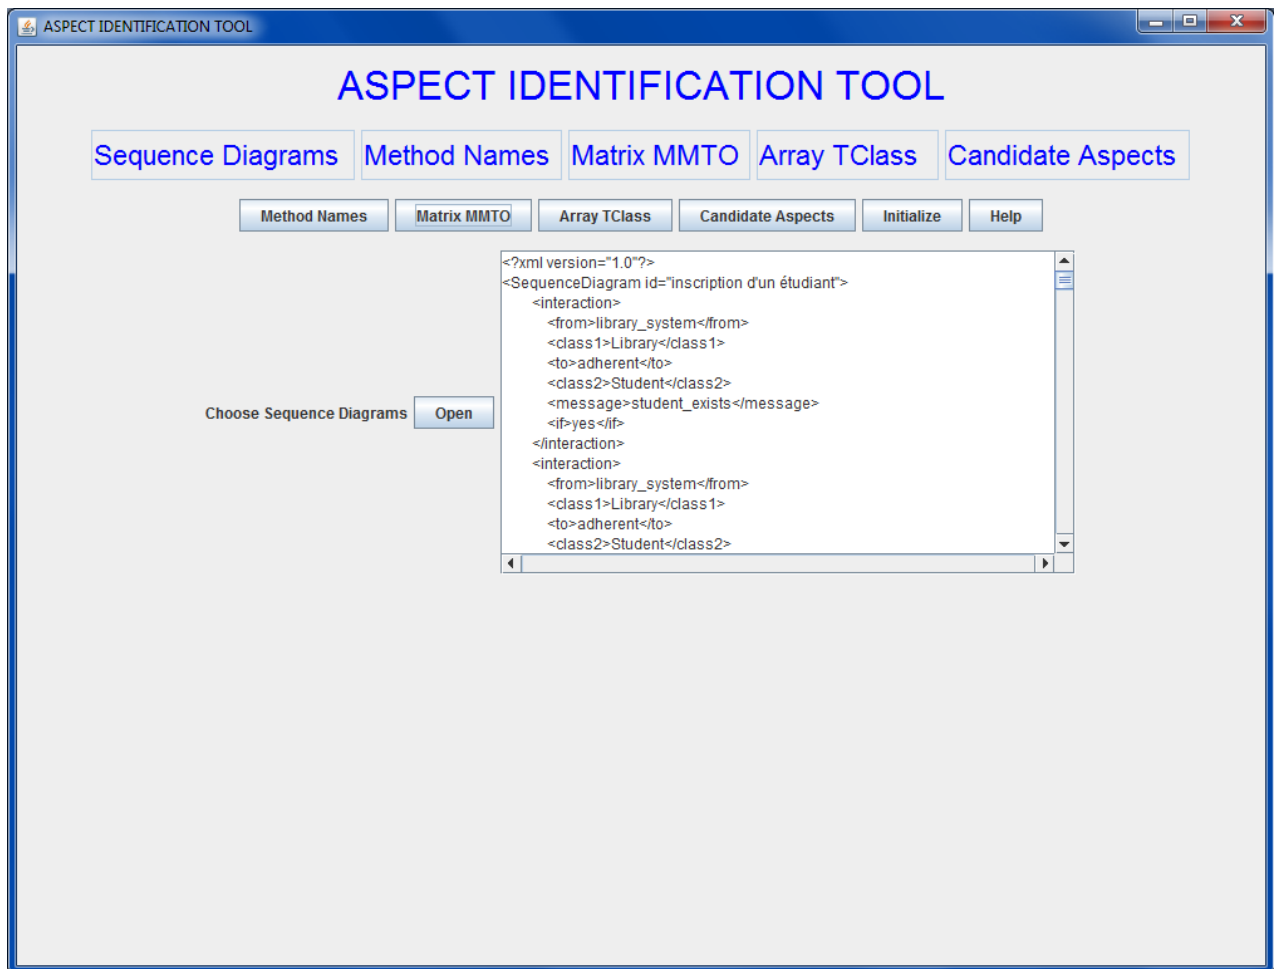 ASPECT IDENTIFICATION TOOL
ASPECT IDENTIFICATION TOOL
Sequence Diagrams Method Names Matrix MMTO Array TClass Candidate Aspects
Method Names Matrix MMTO Array TClass Candidate Aspects Initialize Help
<?xml version="1.0"?>
<SequenceDiagram id="inscription d'un étudiant">
<interaction>
<from>library_system</from>
<class1>Library</class1>
<to>adherent</to>
<class2>Student</class2>
<message>student_exists</message>
Choose Sequence Diagrams Open
<if>yes</if>
</interaction>
<interaction>
<from>library_system</from>
<class1>Library</class1>
<to>adherent</to>
<class2>Student</class2>